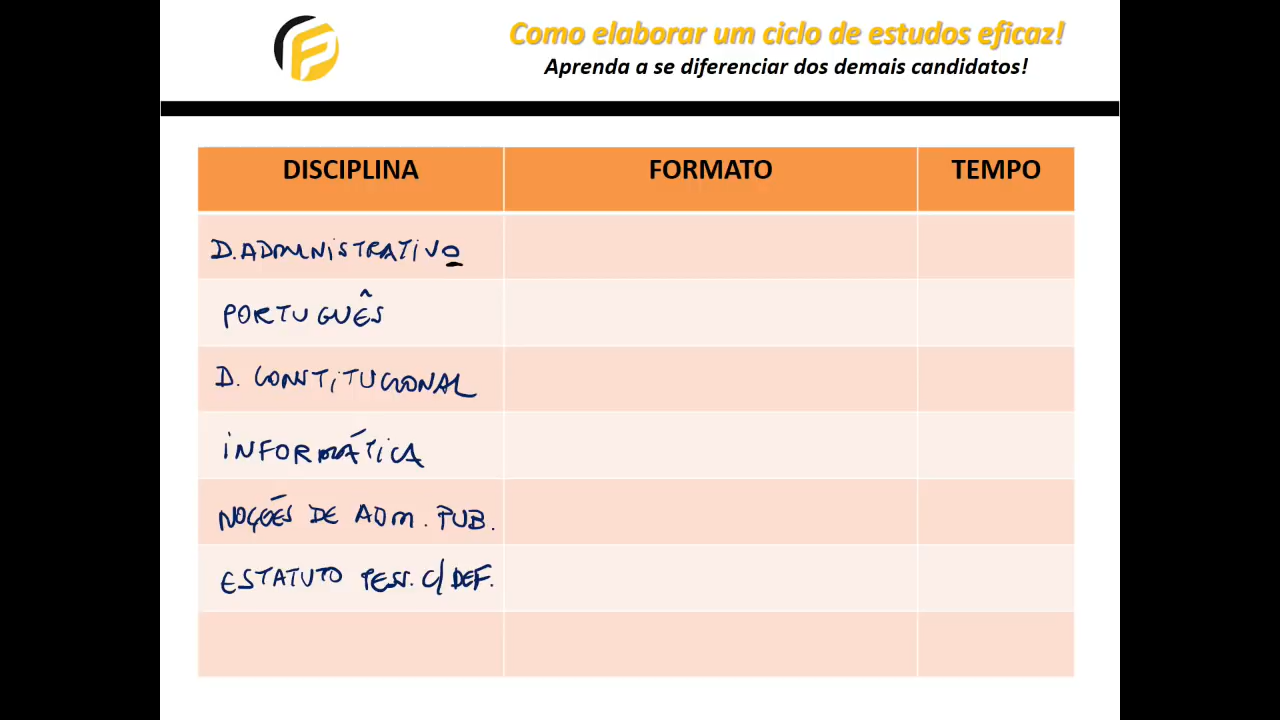 Como elaborar um ciclo de estudos eficaz!
Aprenda a se diferenciar dos demais candidatos!
DISCIPLINA FORMATO TEMPO
D. ADMINISTRATIVO
PORTUGUÊS
D. CONSTITUCIONAL
INFORMÁTICA
NOÇÕES DE ADM. PUB.
ESTATUTO PESS. C/ DEF.